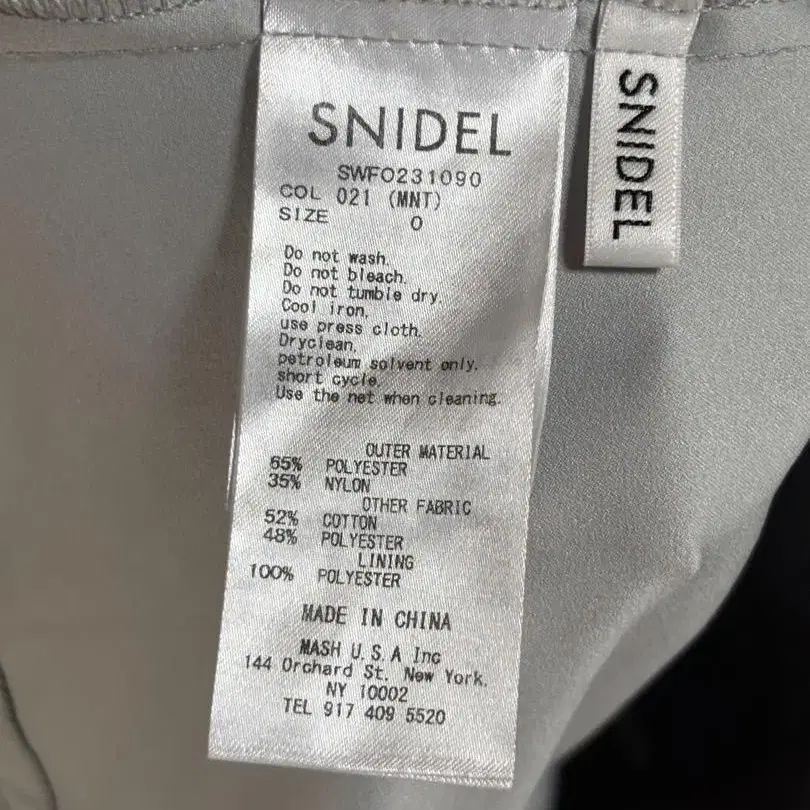 SNIDEL
SWFO231090
COL 021 (MNT)
SIZE 0
Do not wash.
Do not bleach.
Do not tumble dry.
Cool iron.
use press cloth.
Dryclean.
petroleum solvent only.
short cycle.
Use the net when cleaning.
OUTER MATERIAL
65% POLYESTER
35% NYLON
OTHER FABRIC
52% COTTON
48% POLYESTER
LINING
100% POLYESTER
MADE IN CHINA
MASH U.S.A Inc
144 Orchard St. New York.
NY 10002
TEL 917 409 5520
SNIDEL